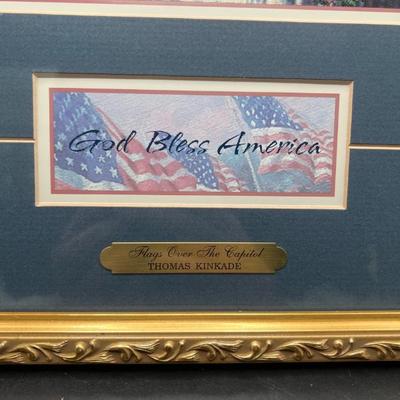 God Bless America
Flags Over The Capitol
THOMAS KINKADE